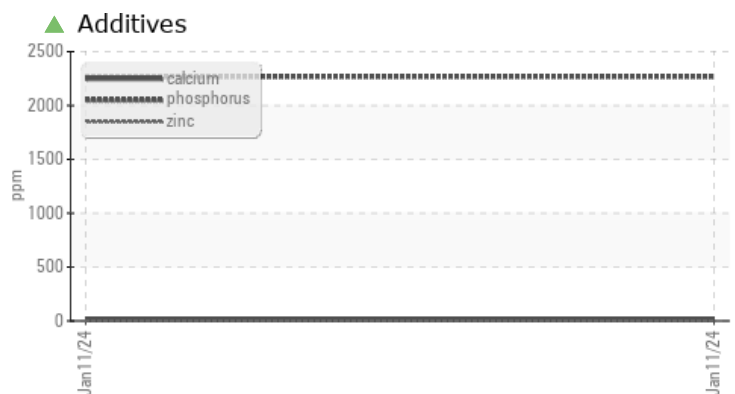 Additives
2500
2000
1500
1000
500
0
ppm
calcium
phosphorus
zinc
Jan11/24
Jan11/24